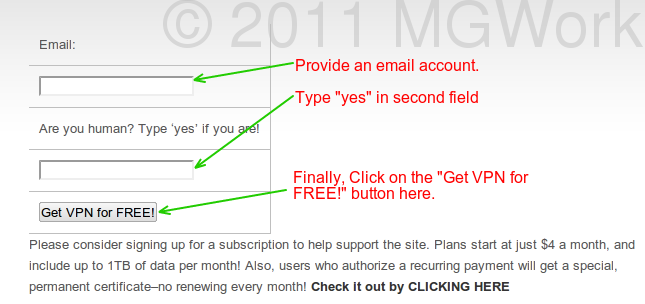 © 2011 MGWork
Email:
Provide an email account.
Type "yes" in second field
Are you human? Type ‘yes’ if you are!
Finally, Click on the "Get VPN for
FREE!" button here.
Get VPN for FREE!
Please consider signing up for a subscription to help support the site. Plans start at just $4 a month, and
include up to 1TB of data per month! Also, users who authorize a recurring payment will get a special,
permanent certificate–no renewing every month! Check it out by CLICKING HERE